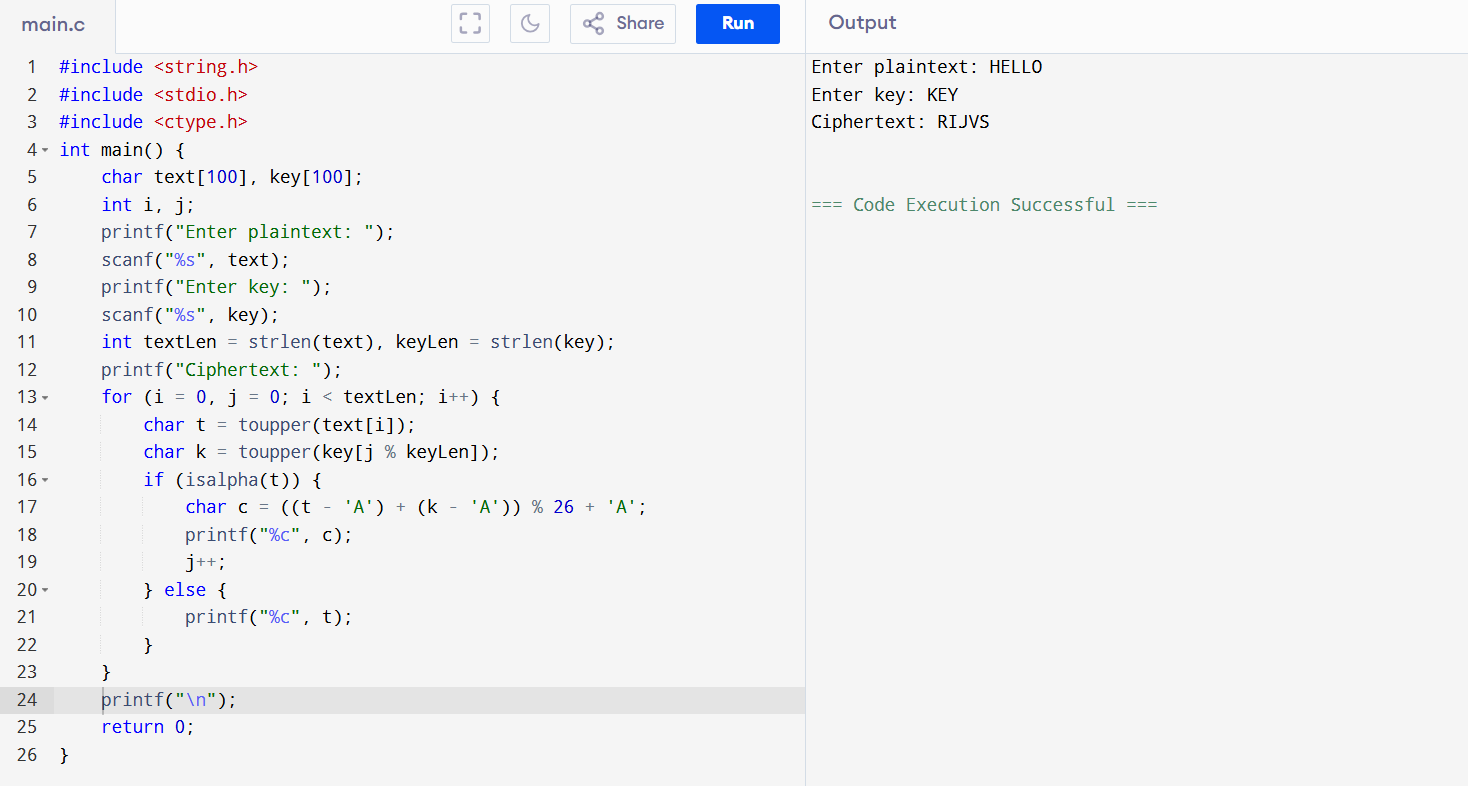 main.c
Share
Run
Output
1 #include <string.h>
2 #include <stdio.h>
3 #include <ctype.h>
4 int main() {
5     char text[100], key[100];
6     int i, j;
7     printf("Enter plaintext: ");
8     scanf("%s", text);
9     printf("Enter key: ");
10     scanf("%s", key);
11     int textLen = strlen(text), keyLen = strlen(key);
12     printf("Ciphertext: ");
13     for (i = 0, j = 0; i < textLen; i++) {
14         char t = toupper(text[i]);
15         char k = toupper(key[j % keyLen]);
16         if (isalpha(t)) {
17             char c = ((t - 'A') + (k - 'A')) % 26 + 'A';
18             printf("%c", c);
19             j++;
20         } else {
21             printf("%c", t);
22         }
23     }
24     printf("\n");
25     return 0;
26 }
Enter plaintext: HELLO
Enter key: KEY
Ciphertext: RIJVS
=== Code Execution Successful ===